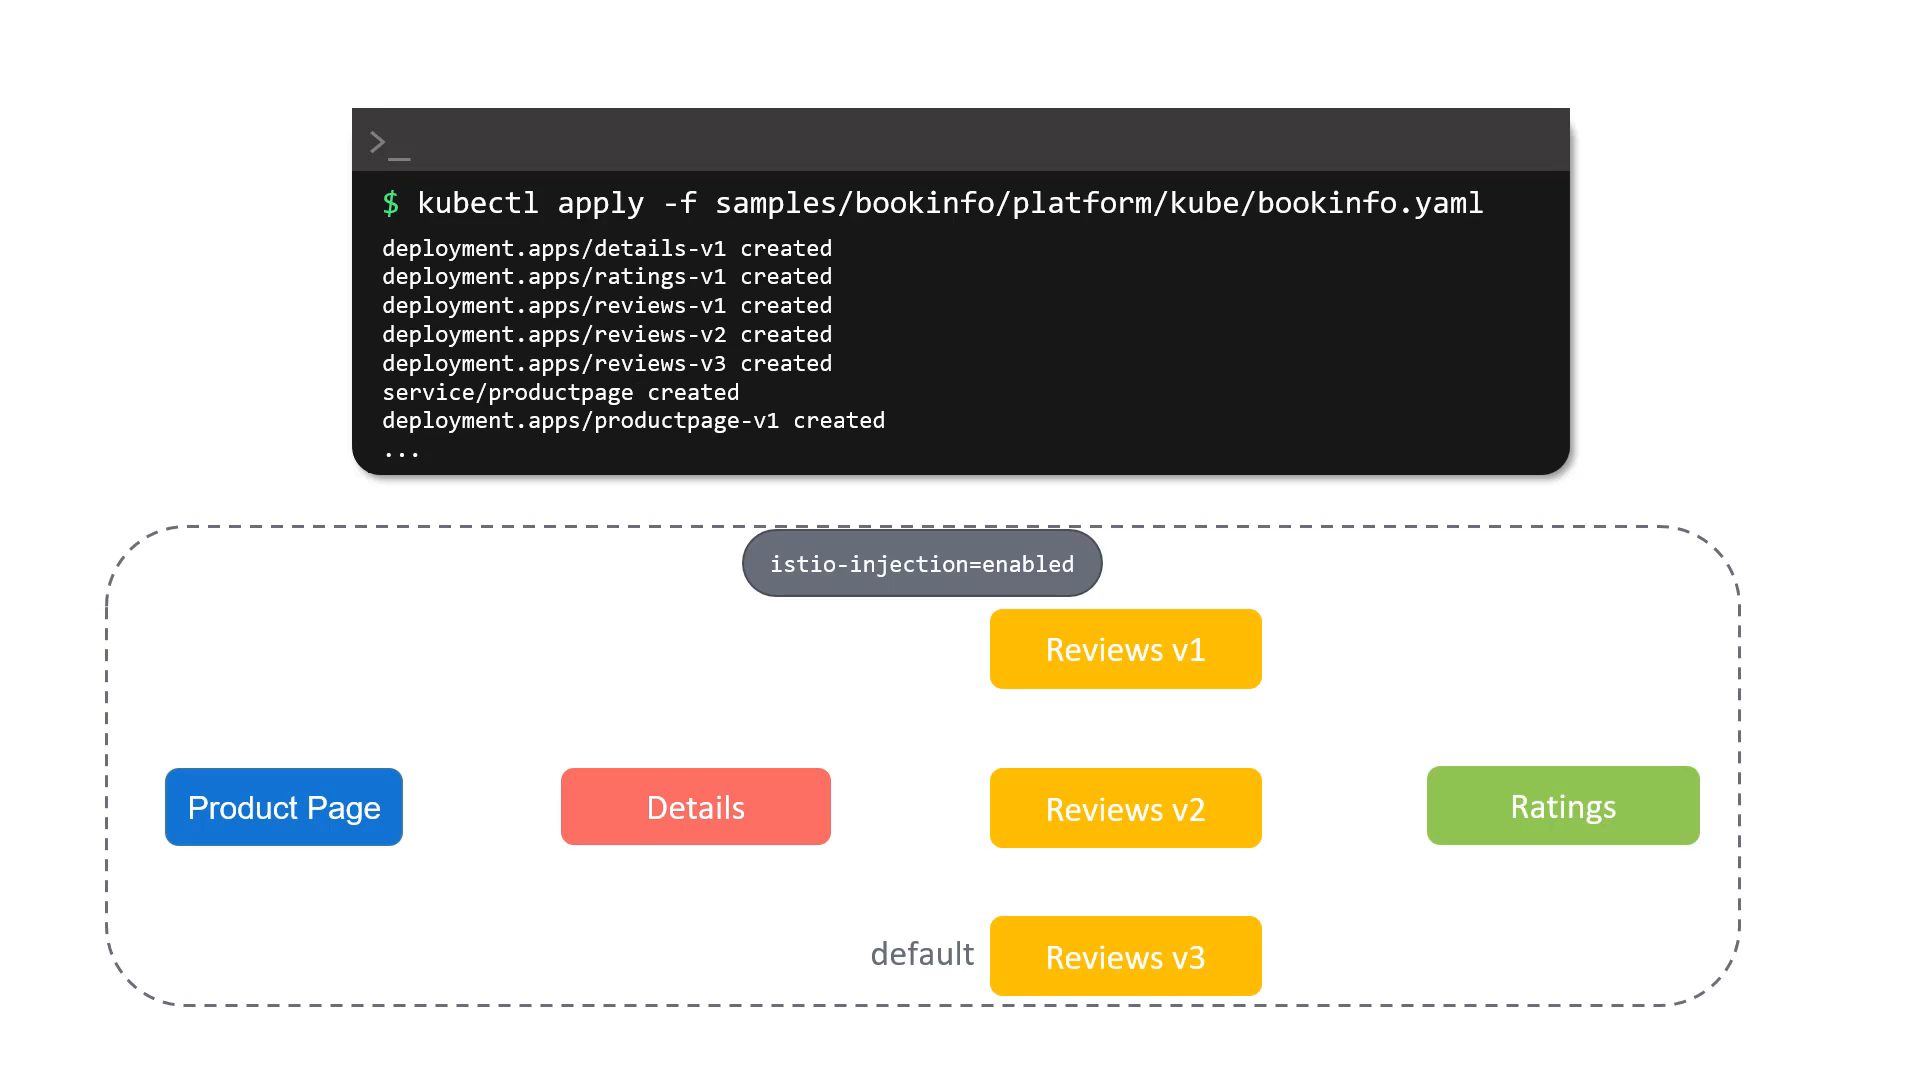 >_
$ kubectl apply -f samples/bookinfo/platform/kube/bookinfo.yaml
deployment.apps/details-v1 created
deployment.apps/ratings-v1 created
deployment.apps/reviews-v1 created
deployment.apps/reviews-v2 created
deployment.apps/reviews-v3 created
service/productpage created
deployment.apps/productpage-v1 created
...
istio-injection=enabled
Reviews v1
Product Page
Details
Reviews v2
Ratings
default
Reviews v3